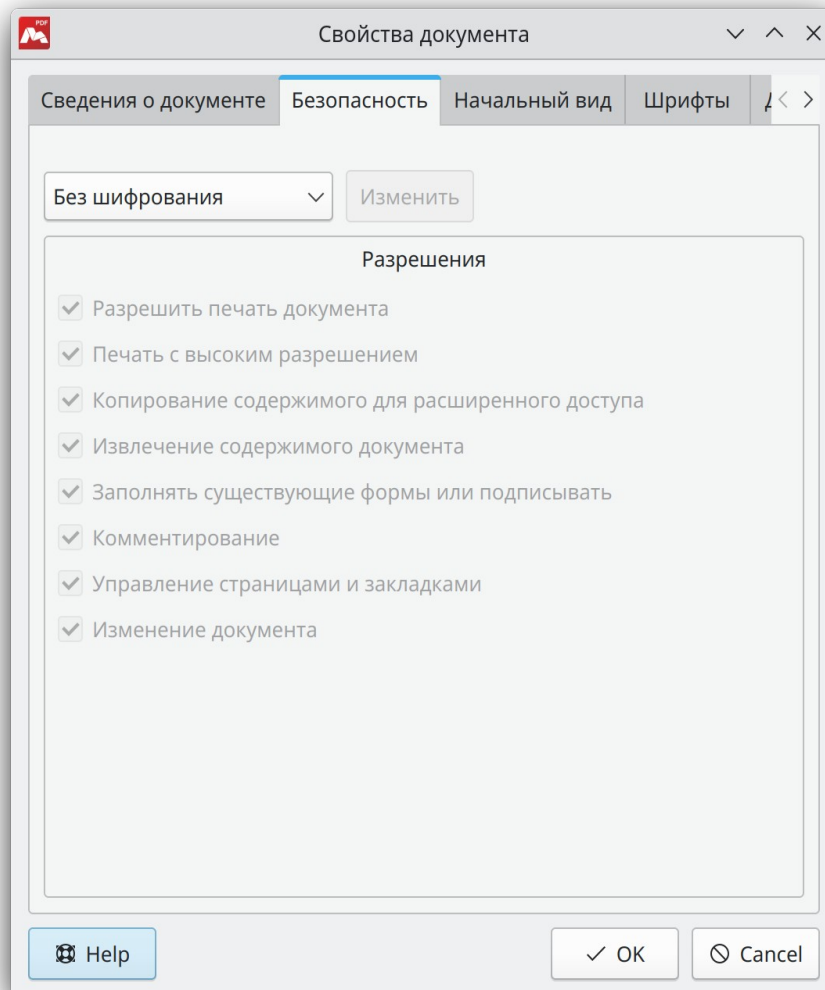 PDF
Свойства документа
Сведения о документе
Безопасность
Начальный вид
Шрифты
Без шифрования
Изменить
Разрешения
Разрешить печать документа
Печать с высоким разрешением
Копирование содержимого для расширенного доступа
Извлечение содержимого документа
Заполнять существующие формы или подписывать
Комментирование
Управление страницами и закладками
Изменение документа
Help
OK
Cancel